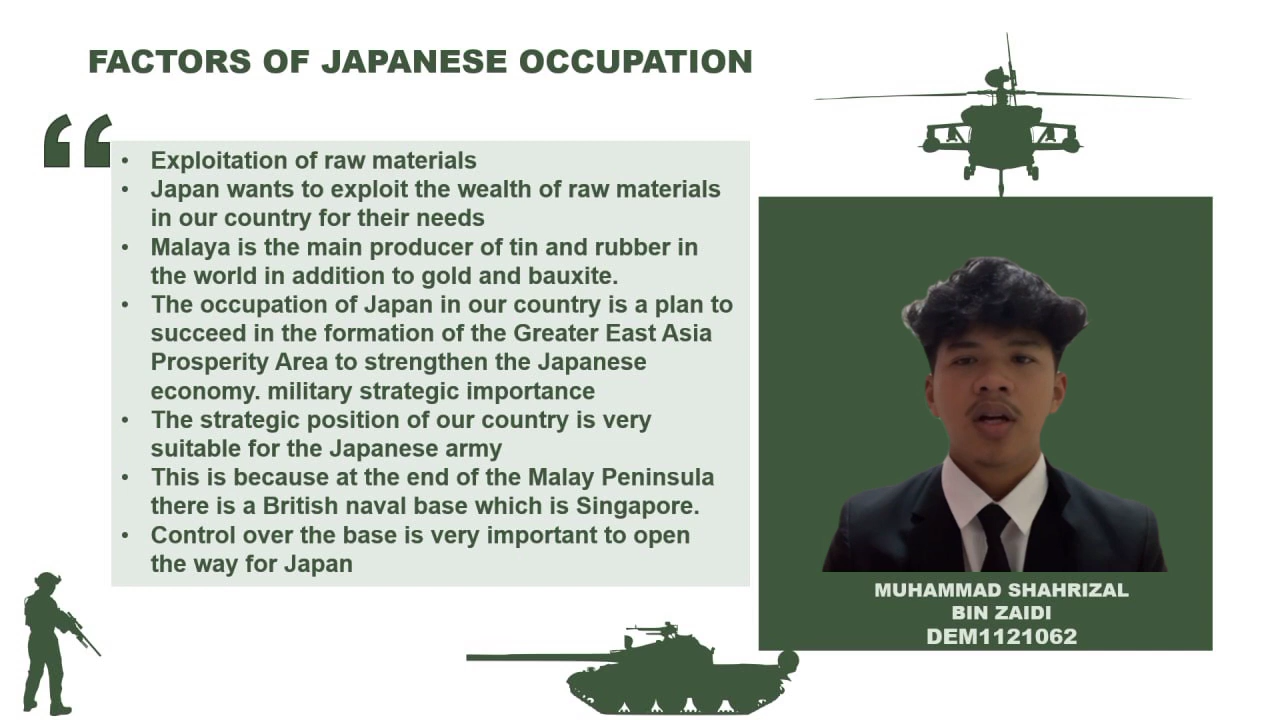 FACTORS OF JAPANESE OCCUPATION
• Exploitation of raw materials
• Japan wants to exploit the wealth of raw materials
in our country for their needs
• Malaya is the main producer of tin and rubber in
the world in addition to gold and bauxite.
• The occupation of Japan in our country is a plan to
succeed in the formation of the Greater East Asia
Prosperity Area to strengthen the Japanese
economy. military strategic importance
• The strategic position of our country is very
suitable for the Japanese army
• This is because at the end of the Malay Peninsula
there is a British naval base which is Singapore.
• Control over the base is very important to open
the way for Japan
MUHAMMAD SHAHRIZAL
BIN ZAIDI
DEM1121062